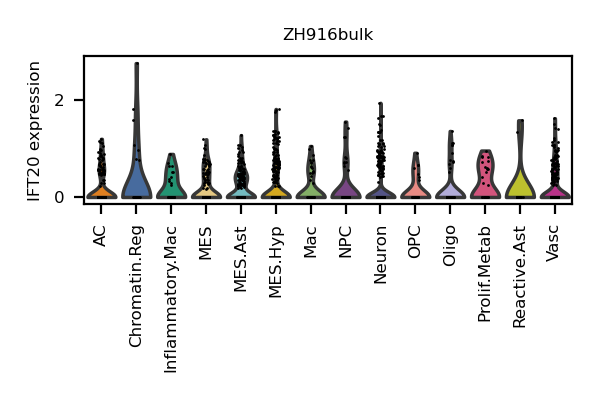 ZH916bulk
IFT20 expression
2
0
AC
Chromatin.Reg
Inflammatory.Mac
MES
MES.Ast
MES.Hyp
Mac
NPC
Neuron
OPC
Oligo
Prolif.Metab
Reactive.Ast
Vasc